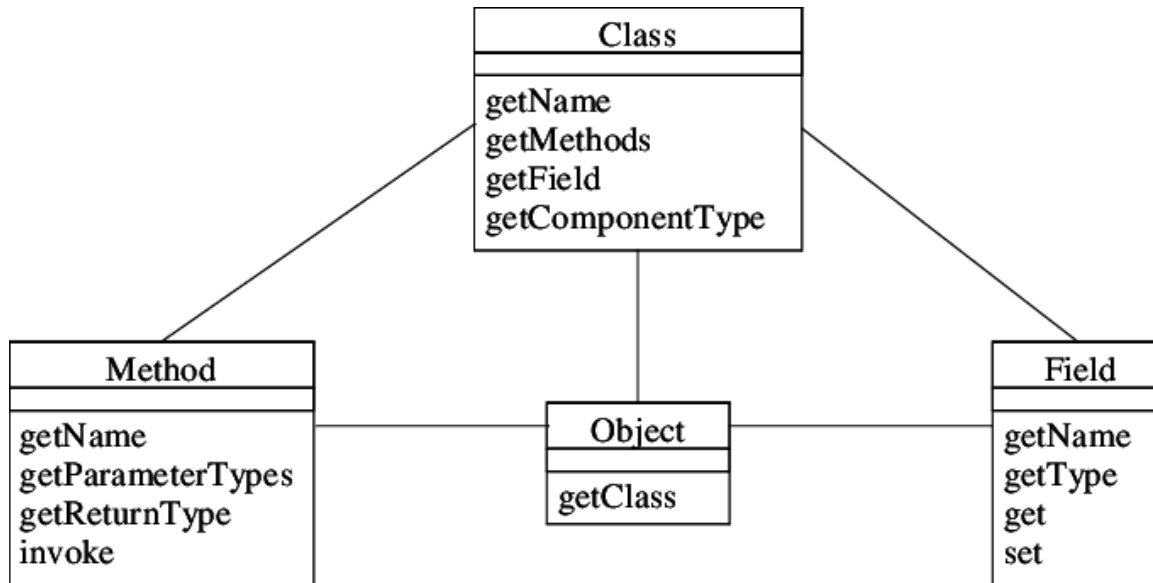 Class
getName
getMethods
getField
getComponentType
Method
getName
getParameterTypes
getReturnType
invoke
Object
getClass
Field
getName
getType
get
set